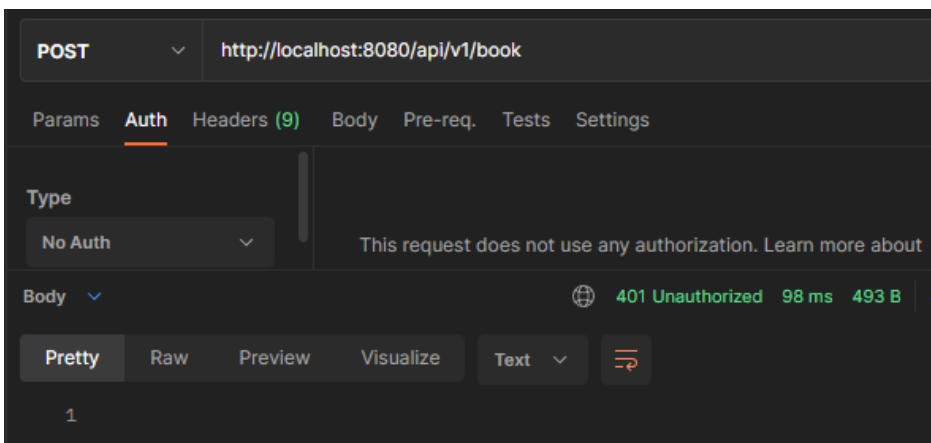 POST http://localhost:8080/api/v1/book
Params Auth Headers (9) Body Pre-req. Tests Settings
Type
No Auth This request does not use any authorization. Learn more about
Body 401 Unauthorized 98 ms 493 B
Pretty Raw Preview Visualize Text
1